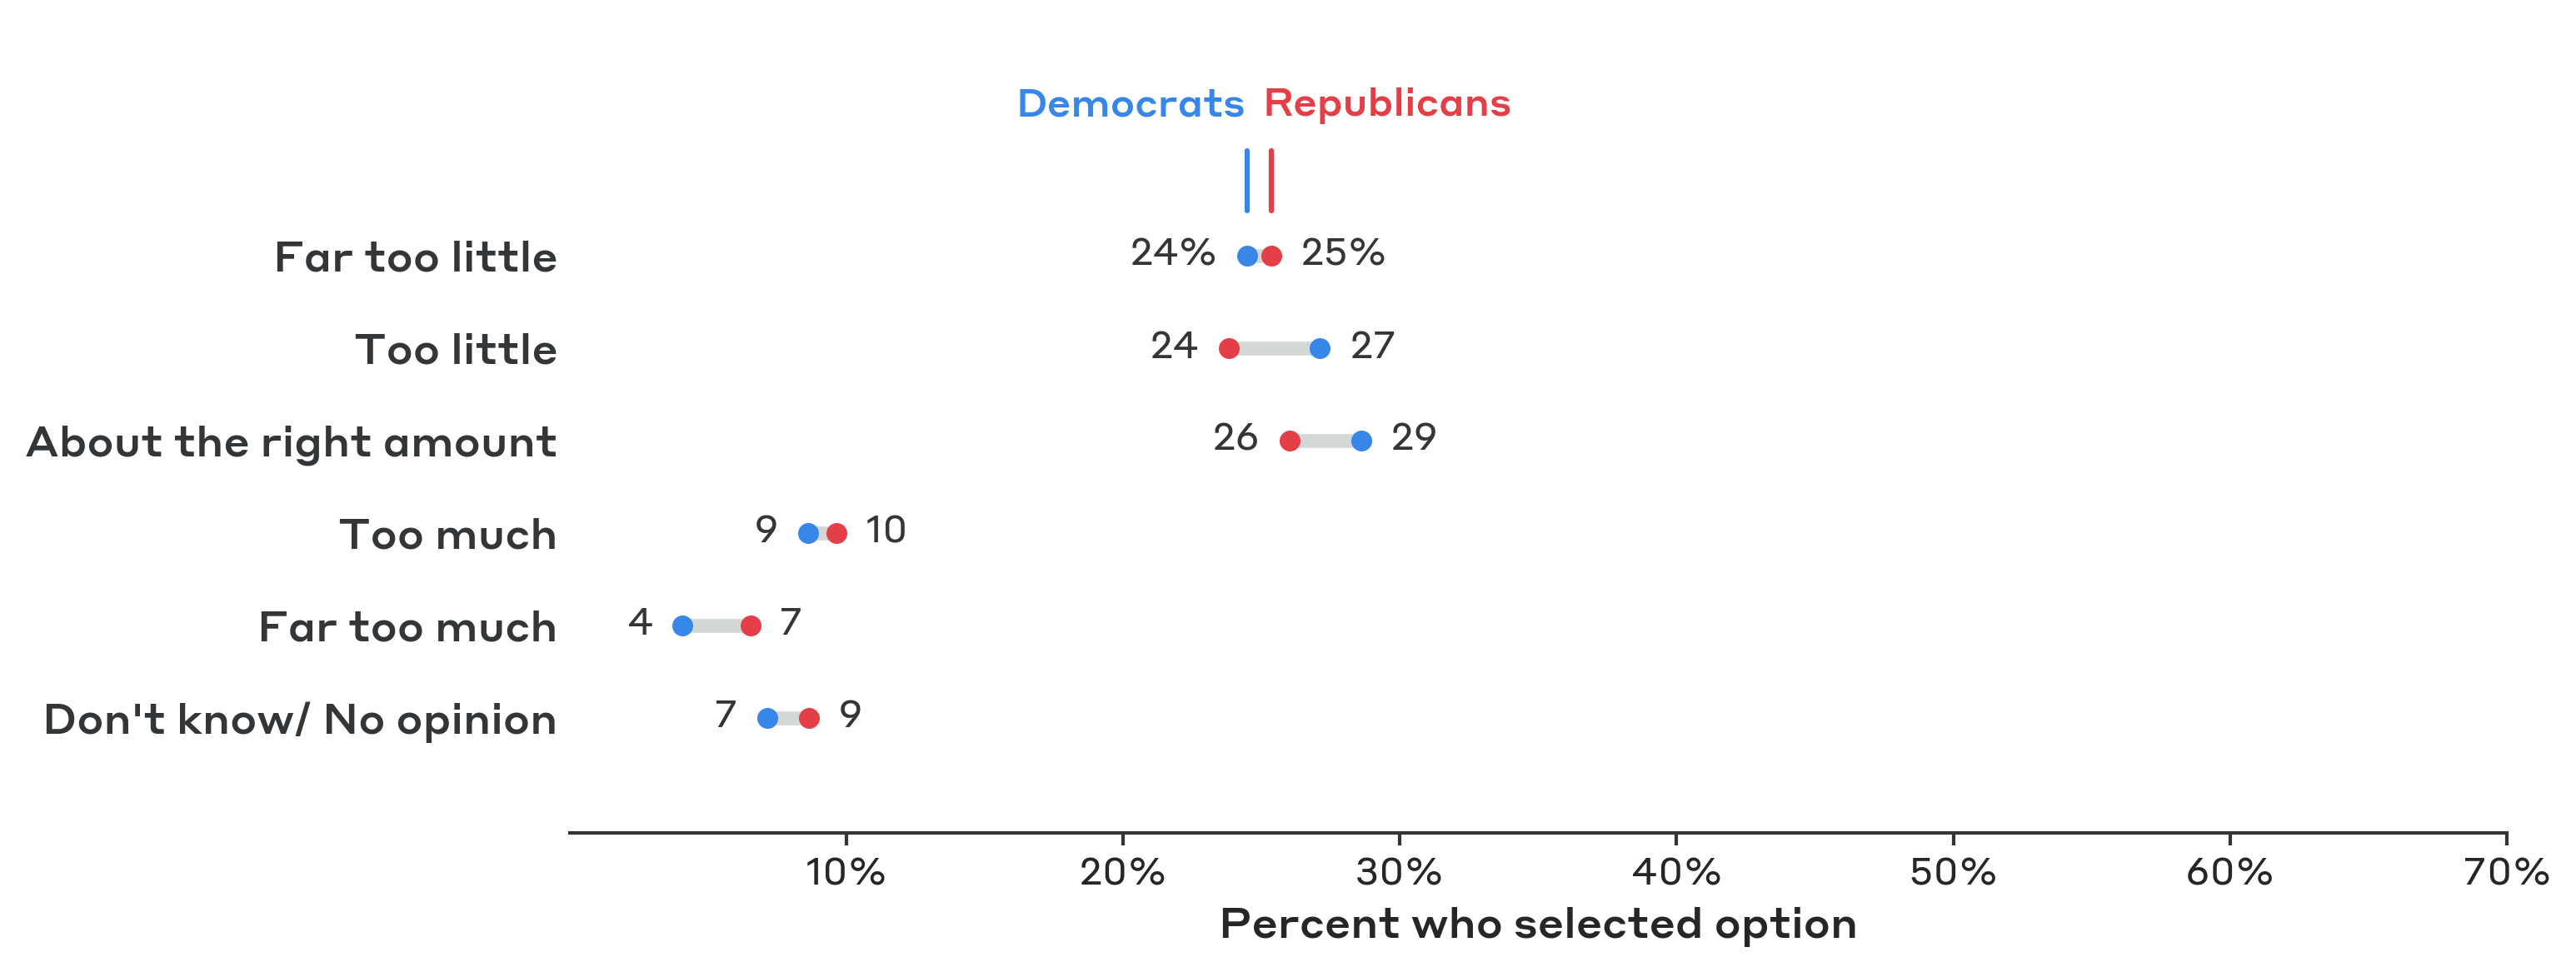 Democrats Republicans
Far too little 24% 25%
Too little 24 27
About the right amount 26 29
Too much 9 10
Far too much 4 7
Don't know/ No opinion 7 9
10% 20% 30% 40% 50% 60% 70%
Percent who selected option